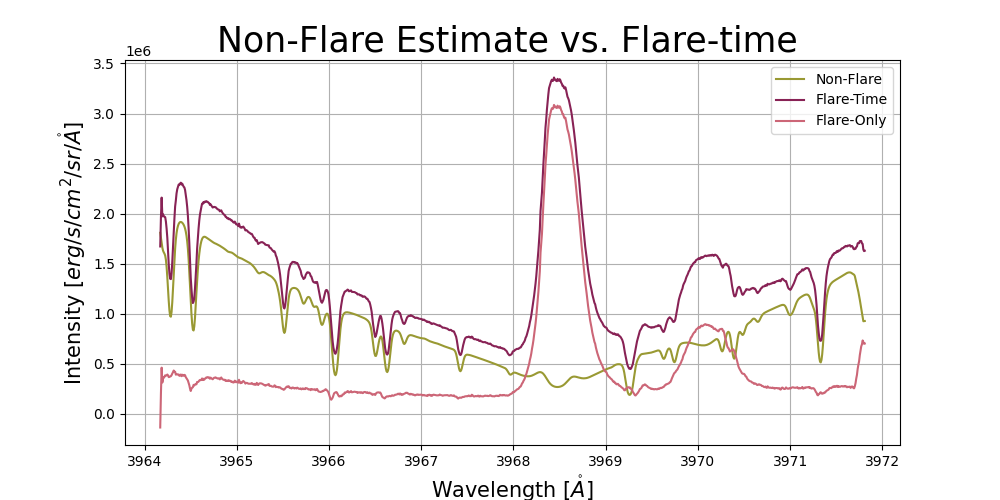 Non-Flare Estimate vs. Flare-time
1e6
3.5
3.0
2.5
2.0
1.5
1.0
0.5
0.0
Intensity [erg/s/cm²/sr/Å]
Non-Flare
Flare-Time
Flare-Only
3964 3965 3966 3967 3968 3969 3970 3971 3972
Wavelength [Å]